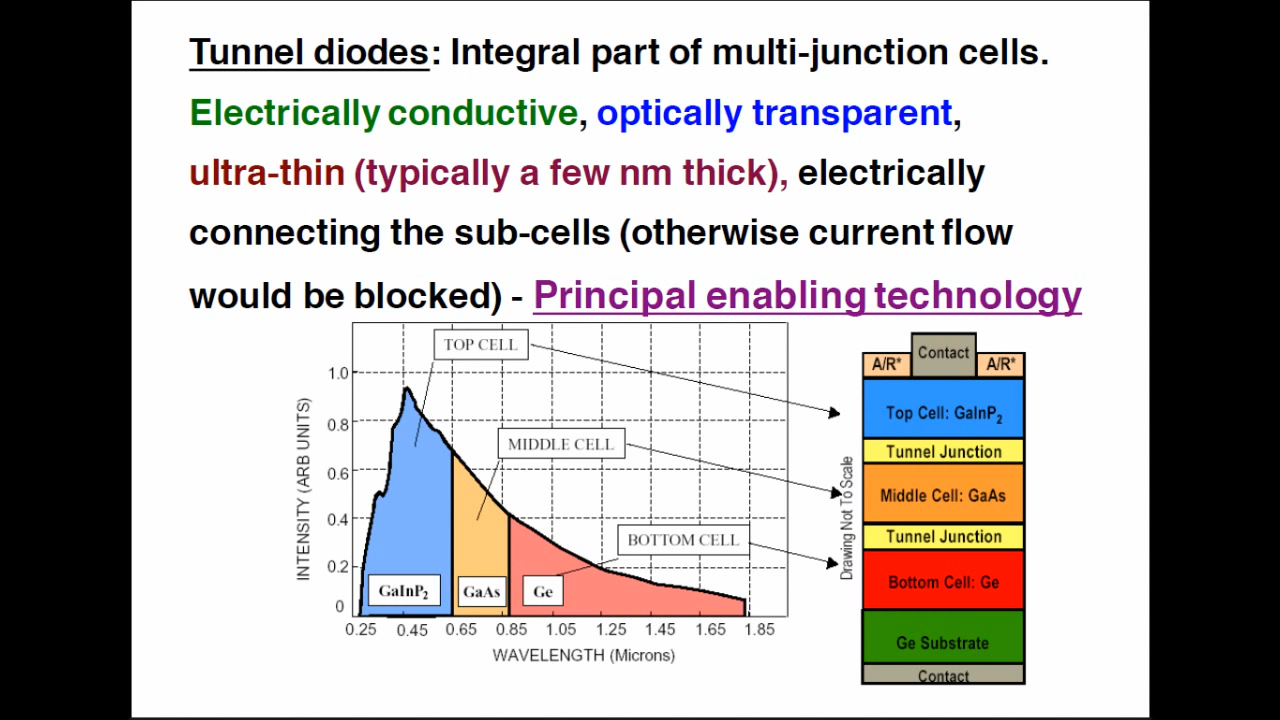 Tunnel diodes: Integral part of multi-junction cells.
Electrically conductive, optically transparent,
ultra-thin (typically a few nm thick), electrically
connecting the sub-cells (otherwise current flow
would be blocked) - Principal enabling technology
TOP CELL
MIDDLE CELL
BOTTOM CELL
INTENSITY (ARB UNITS)
1.0
0.8
0.6
0.4
0.2
0
GaInP2
GaAs
Ge
0.25 0.45 0.65 0.85 1.05 1.25 1.45 1.65 1.85
WAVELENGTH (Microns)
Drawing Not To Scale
A/R* Contact A/R*
Top Cell: GaInP2
Tunnel Junction
Middle Cell: GaAs
Tunnel Junction
Bottom Cell: Ge
Ge Substrate
Contact